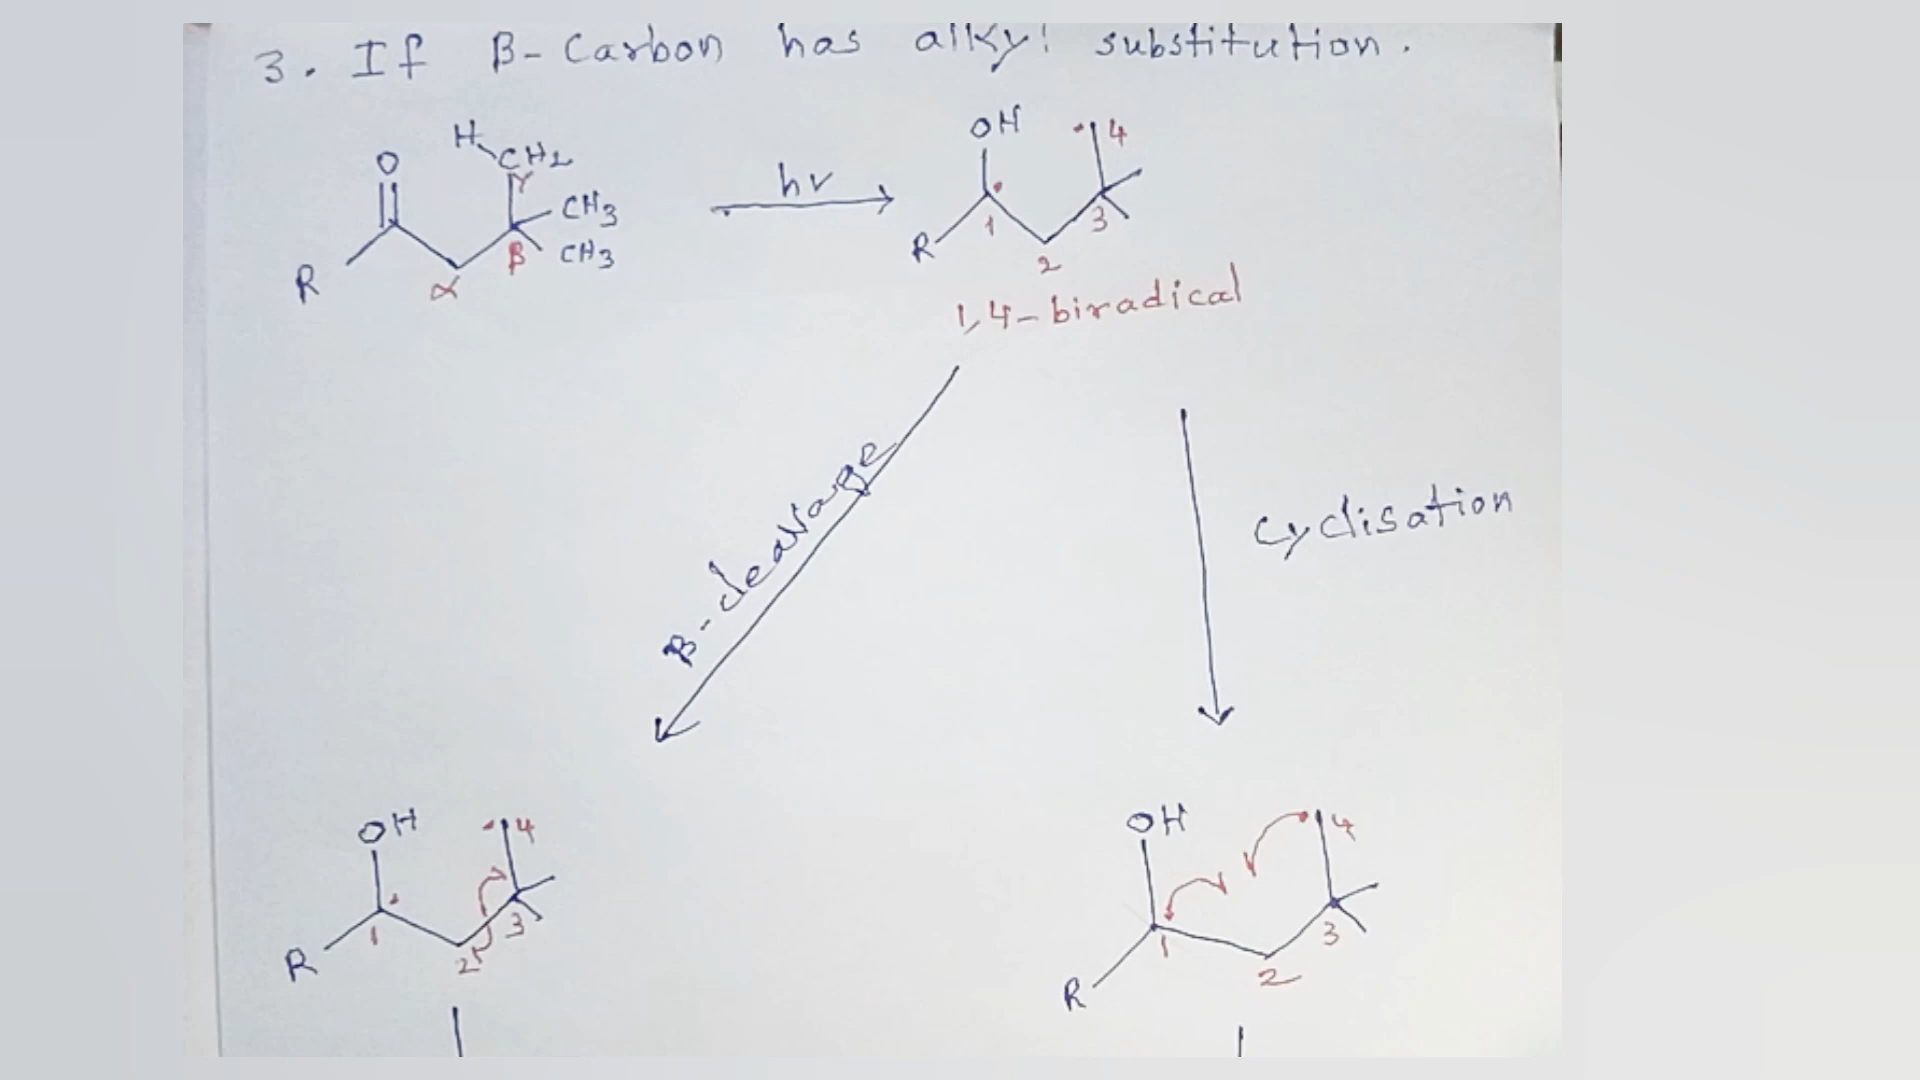 3. If β-Carbon has alkyl substitution.
O H CH2 γ CH3 CH3 β α R
hν
OH • 4 • 1 2 3 R
1,4-biradical
β-cleavage
Cyclisation
OH • 4 • 1 2 3 R
OH • 4 1 2 3 R